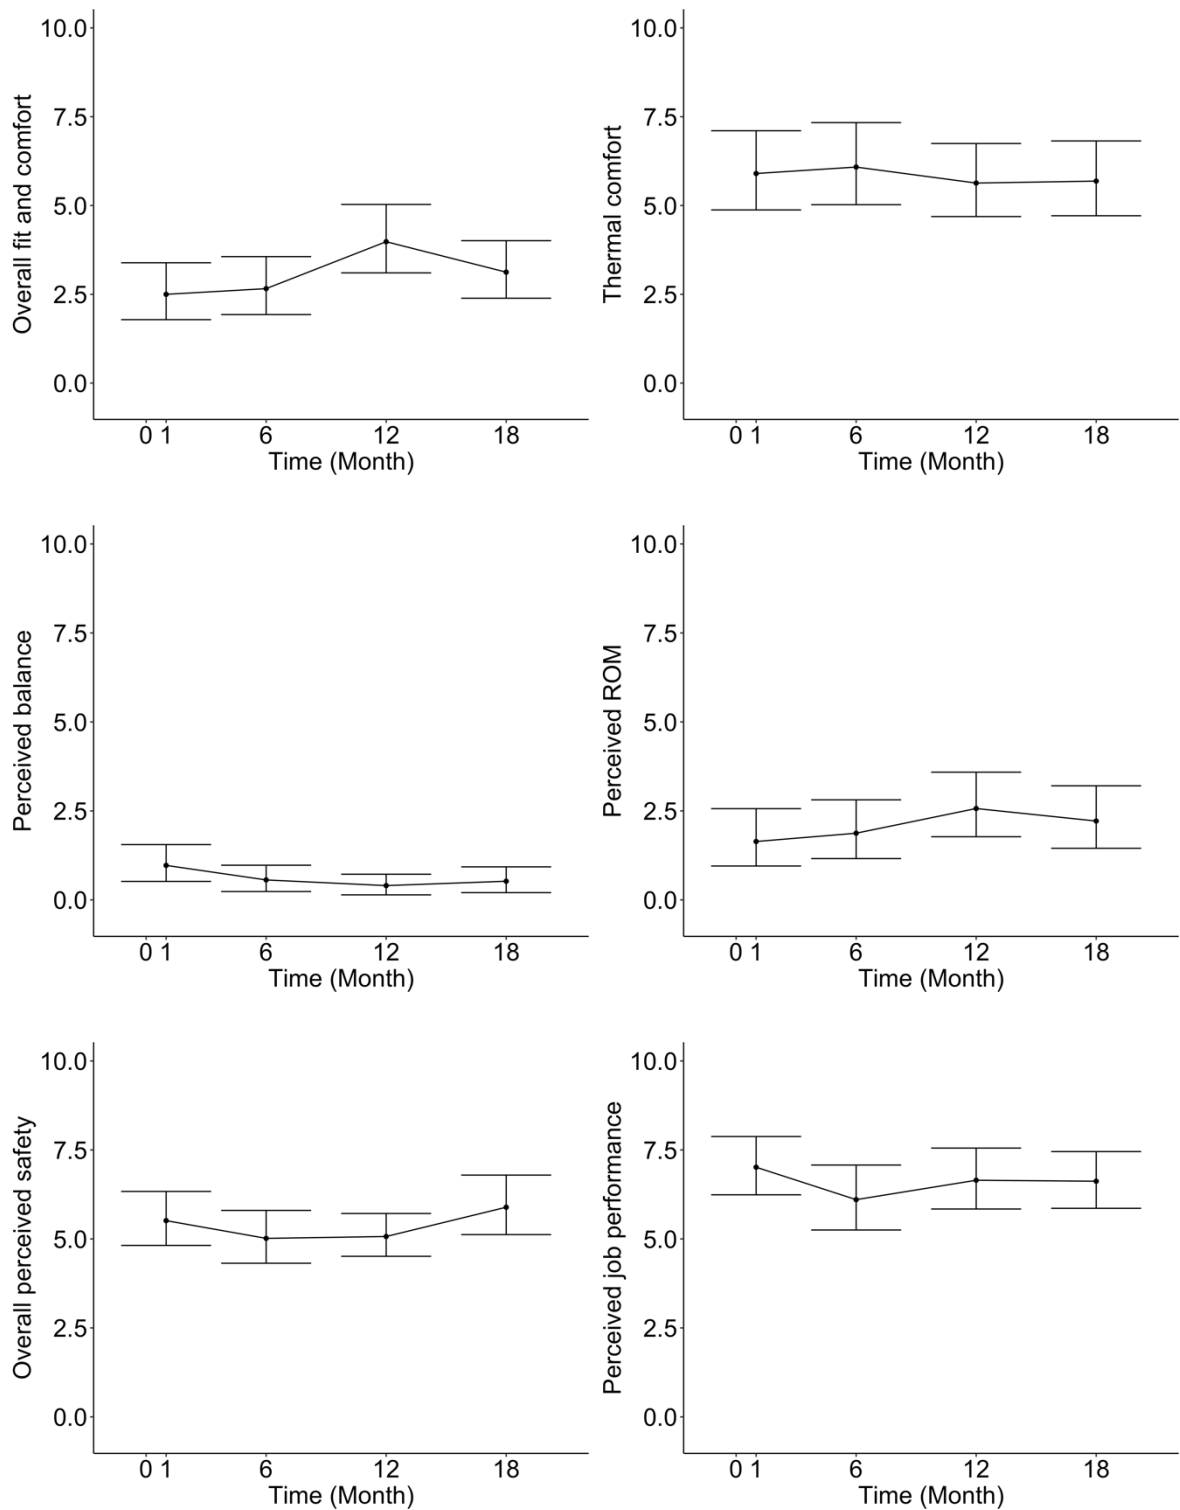 Overall fit and comfort
10.0
7.5
5.0
2.5
0.0
0 1 6 12 18
Time (Month)
Thermal comfort
10.0
7.5
5.0
2.5
0.0
0 1 6 12 18
Time (Month)
Perceived balance
10.0
7.5
5.0
2.5
0.0
0 1 6 12 18
Time (Month)
Perceived ROM
10.0
7.5
5.0
2.5
0.0
0 1 6 12 18
Time (Month)
Overall perceived safety
10.0
7.5
5.0
2.5
0.0
0 1 6 12 18
Time (Month)
Perceived job performance
10.0
7.5
5.0
2.5
0.0
0 1 6 12 18
Time (Month)